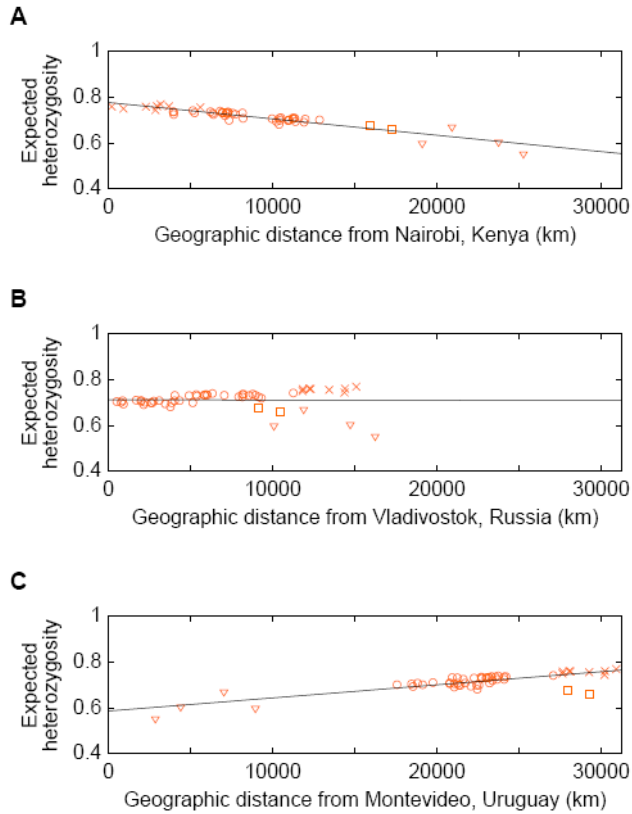 A
1
0.8
0.6
0.4
Expected
heterozygosity
0 10000 20000 30000
Geographic distance from Nairobi, Kenya (km)
B
1
0.8
0.6
0.4
Expected
heterozygosity
0 10000 20000 30000
Geographic distance from Vladivostok, Russia (km)
C
1
0.8
0.6
0.4
Expected
heterozygosity
0 10000 20000 30000
Geographic distance from Montevideo, Uruguay (km)